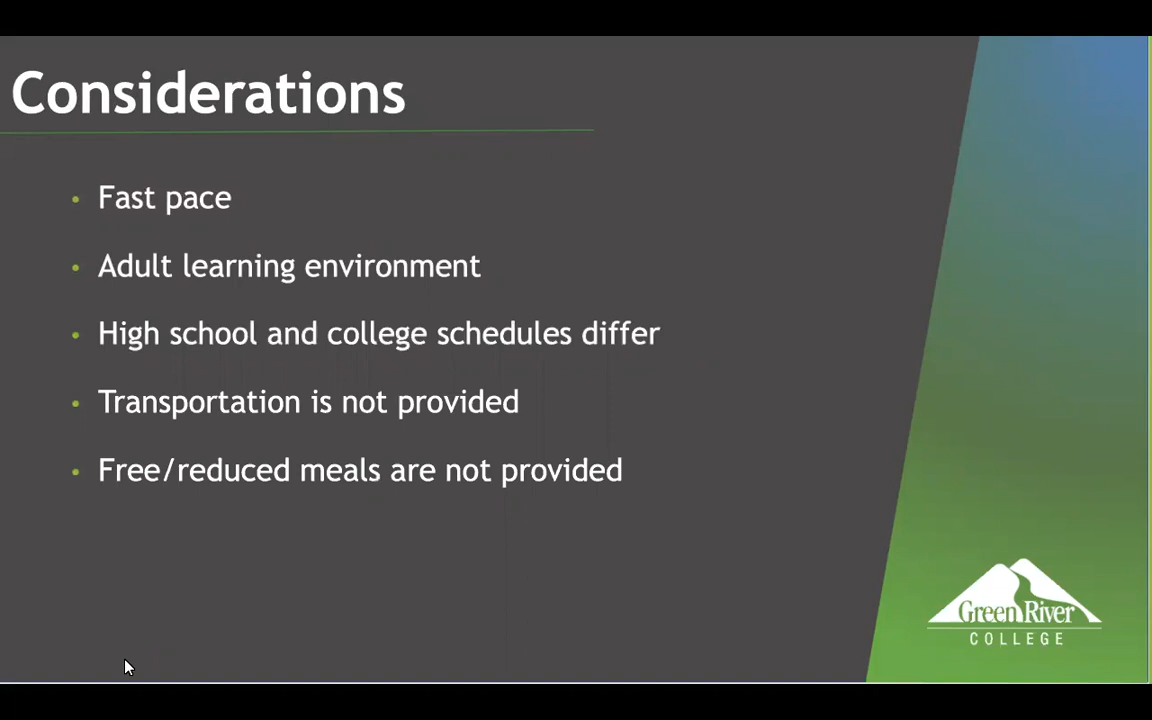 Considerations
• Fast pace
• Adult learning environment
• High school and college schedules differ
• Transportation is not provided
• Free/reduced meals are not provided
Green River
COLLEGE